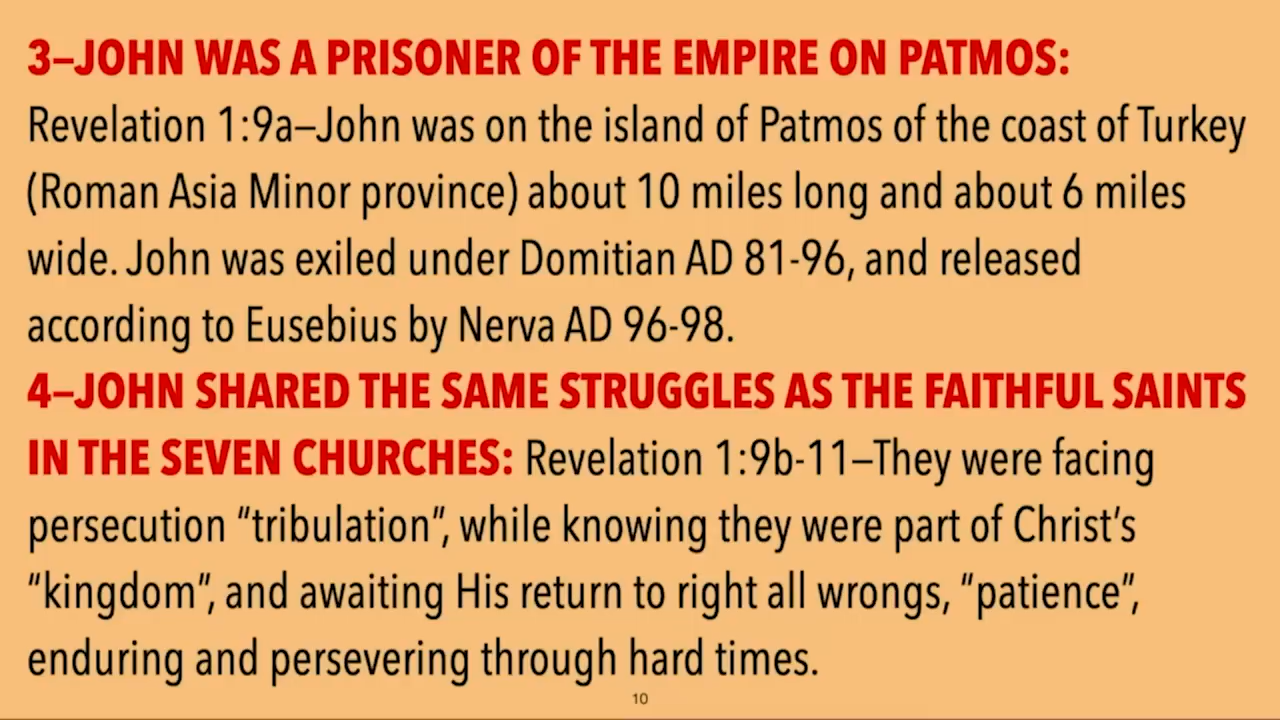 3–JOHN WAS A PRISONER OF THE EMPIRE ON PATMOS:
Revelation 1:9a–John was on the island of Patmos of the coast of Turkey
(Roman Asia Minor province) about 10 miles long and about 6 miles
wide. John was exiled under Domitian AD 81-96, and released
according to Eusebius by Nerva AD 96-98.
4–JOHN SHARED THE SAME STRUGGLES AS THE FAITHFUL SAINTS
IN THE SEVEN CHURCHES: Revelation 1:9b-11–They were facing
persecution “tribulation”, while knowing they were part of Christ’s
“kingdom”, and awaiting His return to right all wrongs, “patience”,
enduring and persevering through hard times.
10